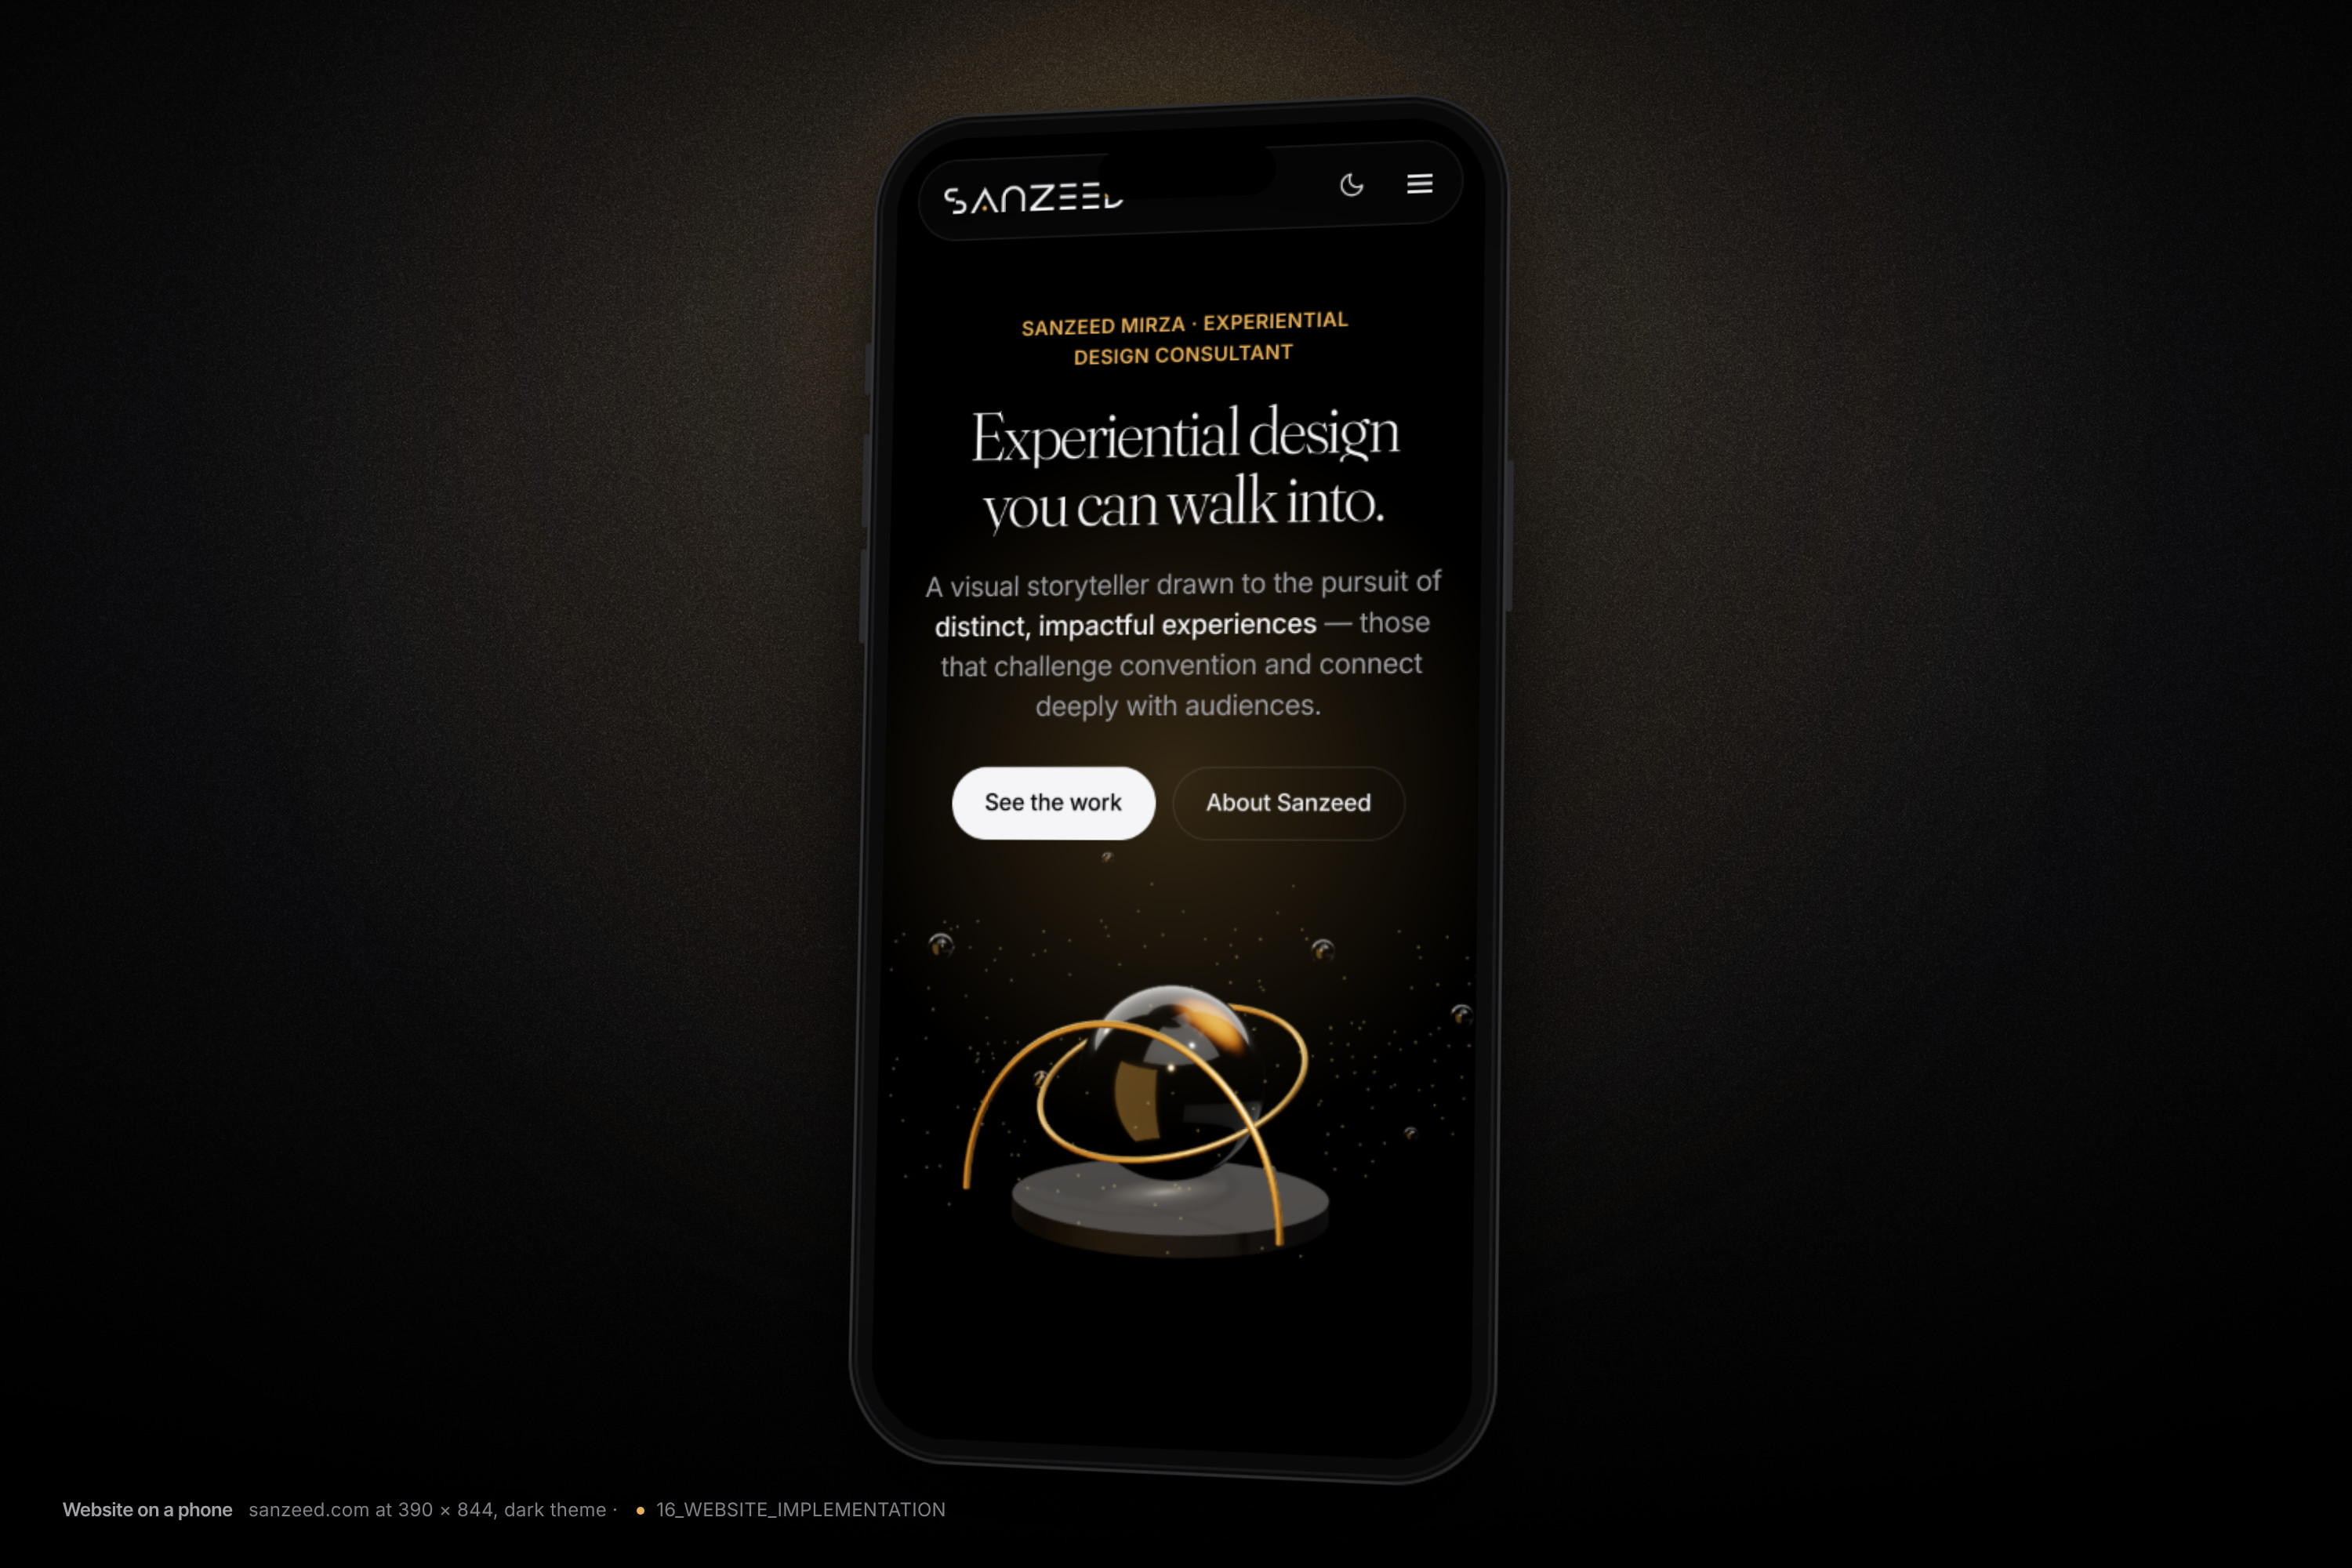 SANZEED
SANZEED MIRZA · EXPERIENTIAL
DESIGN CONSULTANT
Experiential design
you can walk into.
A visual storyteller drawn to the pursuit of
distinct, impactful experiences — those
that challenge convention and connect
deeply with audiences.
See the work
About Sanzeed
Website on a phone sanzeed.com at 390 × 844, dark theme · • 16_WEBSITE_IMPLEMENTATION